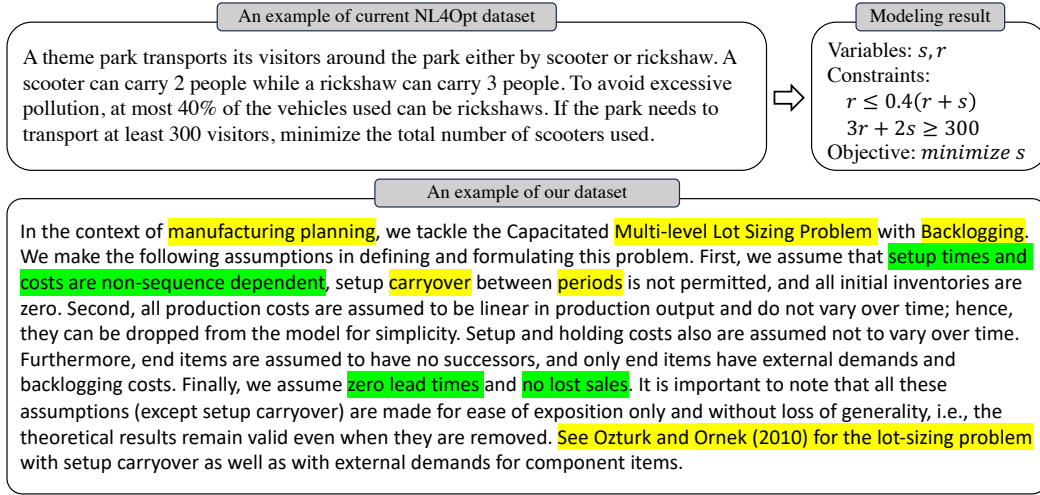 An example of current NL4Opt dataset
A theme park transports its visitors around the park either by scooter or rickshaw. A
scooter can carry 2 people while a rickshaw can carry 3 people. To avoid excessive
pollution, at most 40% of the vehicles used can be rickshaws. If the park needs to
transport at least 300 visitors, minimize the total number of scooters used.
Modeling result
Variables: s, r
Constraints:
r ≤ 0.4(r + s)
3r + 2s ≥ 300
Objective: minimize s
An example of our dataset
In the context of manufacturing planning, we tackle the Capacitated Multi-level Lot Sizing Problem with Backlogging.
We make the following assumptions in defining and formulating this problem. First, we assume that setup times and
costs are non-sequence dependent, setup carryover between periods is not permitted, and all initial inventories are
zero. Second, all production costs are assumed to be linear in production output and do not vary over time; hence,
they can be dropped from the model for simplicity. Setup and holding costs also are assumed not to vary over time.
Furthermore, end items are assumed to have no successors, and only end items have external demands and
backlogging costs. Finally, we assume zero lead times and no lost sales. It is important to note that all these
assumptions (except setup carryover) are made for ease of exposition only and without loss of generality, i.e., the
theoretical results remain valid even when they are removed. See Ozturk and Ornek (2010) for the lot-sizing problem
with setup carryover as well as with external demands for component items.